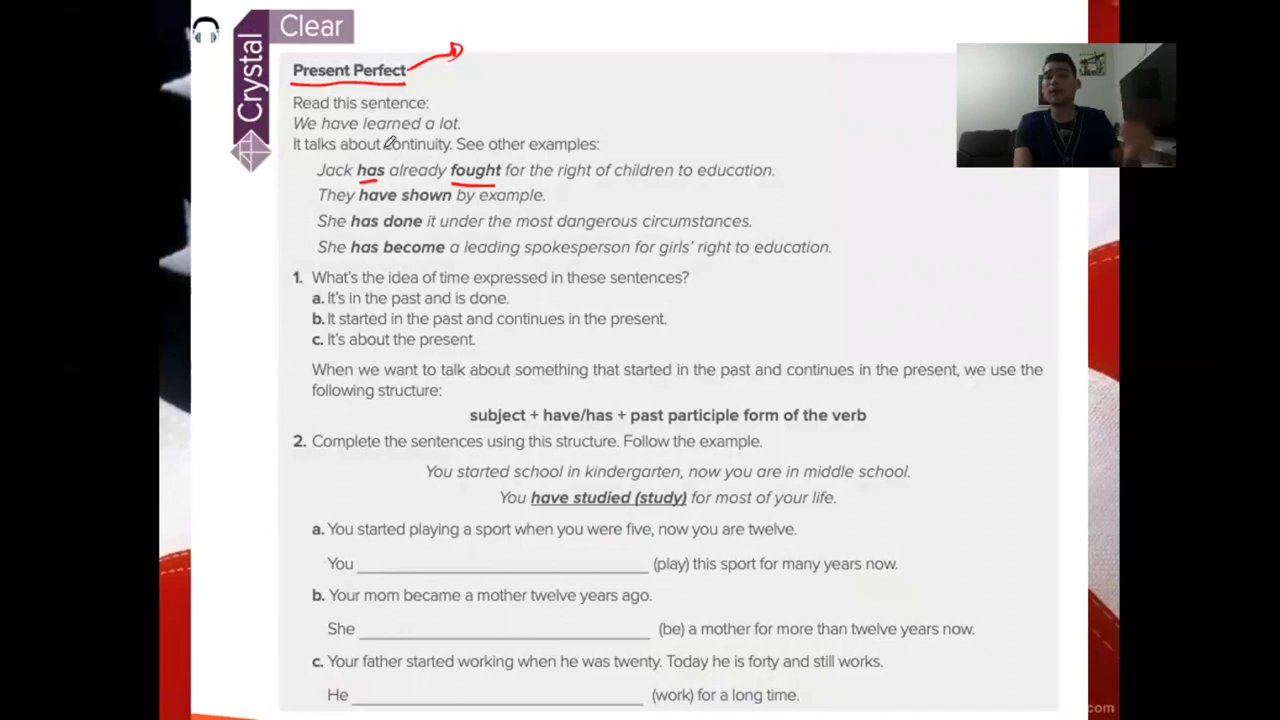 Crystal
Clear
Present Perfect
Read this sentence:
We have learned a lot.
It talks about continuity. See other examples:
Jack has already fought for the right of children to education.
They have shown by example.
She has done it under the most dangerous circumstances.
She has become a leading spokesperson for girls' right to education.
1. What's the idea of time expressed in these sentences?
a. It's in the past and is done.
b. It started in the past and continues in the present.
c. It's about the present.
When we want to talk about something that started in the past and continues in the present, we use the
following structure:
subject + have/has + past participle form of the verb
2. Complete the sentences using this structure. Follow the example.
You started school in kindergarten, now you are in middle school.
You have studied (study) for most of your life.
a. You started playing a sport when you were five, now you are twelve.
You ______ (play) this sport for many years now.
b. Your mom became a mother twelve years ago.
She ______ (be) a mother for more than twelve years now.
c. Your father started working when he was twenty. Today he is forty and still works.
He ______ (work) for a long time.
com